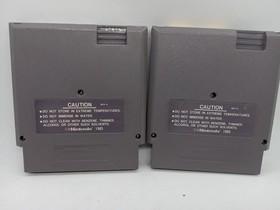 CAUTION
●DO NOT STORE IN EXTREME TEMPERATURES.
●DO NOT IMMERSE IN WATER.
●DO NOT CLEAN WITH BENZENE, THINNER,
ALCOHOL OR OTHER SUCH SOLVENTS.
Nintendo 1985
CAUTION
●DO NOT STORE IN EXTREME TEMPERATURES.
●DO NOT IMMERSE IN WATER.
●DO NOT CLEAN WITH BENZENE, THINNER,
ALCOHOL OR OTHER SUCH SOLVENTS.
Nintendo 1985